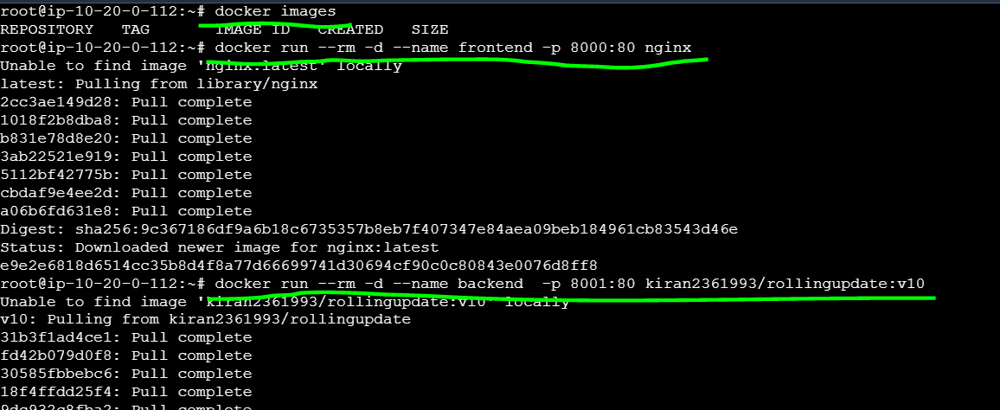 root@ip-10-20-0-112:~# docker images
REPOSITORY   TAG       IMAGE ID   CREATED   SIZE
root@ip-10-20-0-112:~# docker run --rm -d --name frontend -p 8000:80 nginx
Unable to find image 'nginx:latest' locally
latest: Pulling from library/nginx
2cc3ae149d28: Pull complete
1018f2b8dba8: Pull complete
b831e78d8e20: Pull complete
3ab22521e919: Pull complete
5112bf42775b: Pull complete
cbdaf9e4ee2d: Pull complete
a06b6fd631e8: Pull complete
Digest: sha256:9c367186df9a6b18c6735357b8eb7f407347e84aea09beb184961cb83543d46e
Status: Downloaded newer image for nginx:latest
e9e2e6818d6514cc35b8d4f8a77d66699741d30694cf90c0c80843e0076d8ff8
root@ip-10-20-0-112:~# docker run --rm -d --name backend  -p 8001:80 kiran2361993/rollingupdate:v10
Unable to find image 'kiran2361993/rollingupdate:v10' locally
v10: Pulling from kiran2361993/rollingupdate
31b3f1ad4ce1: Pull complete
fd42b079d0f8: Pull complete
30585fbbebc6: Pull complete
18f4ffdd25f4: Pull complete
Pull complete